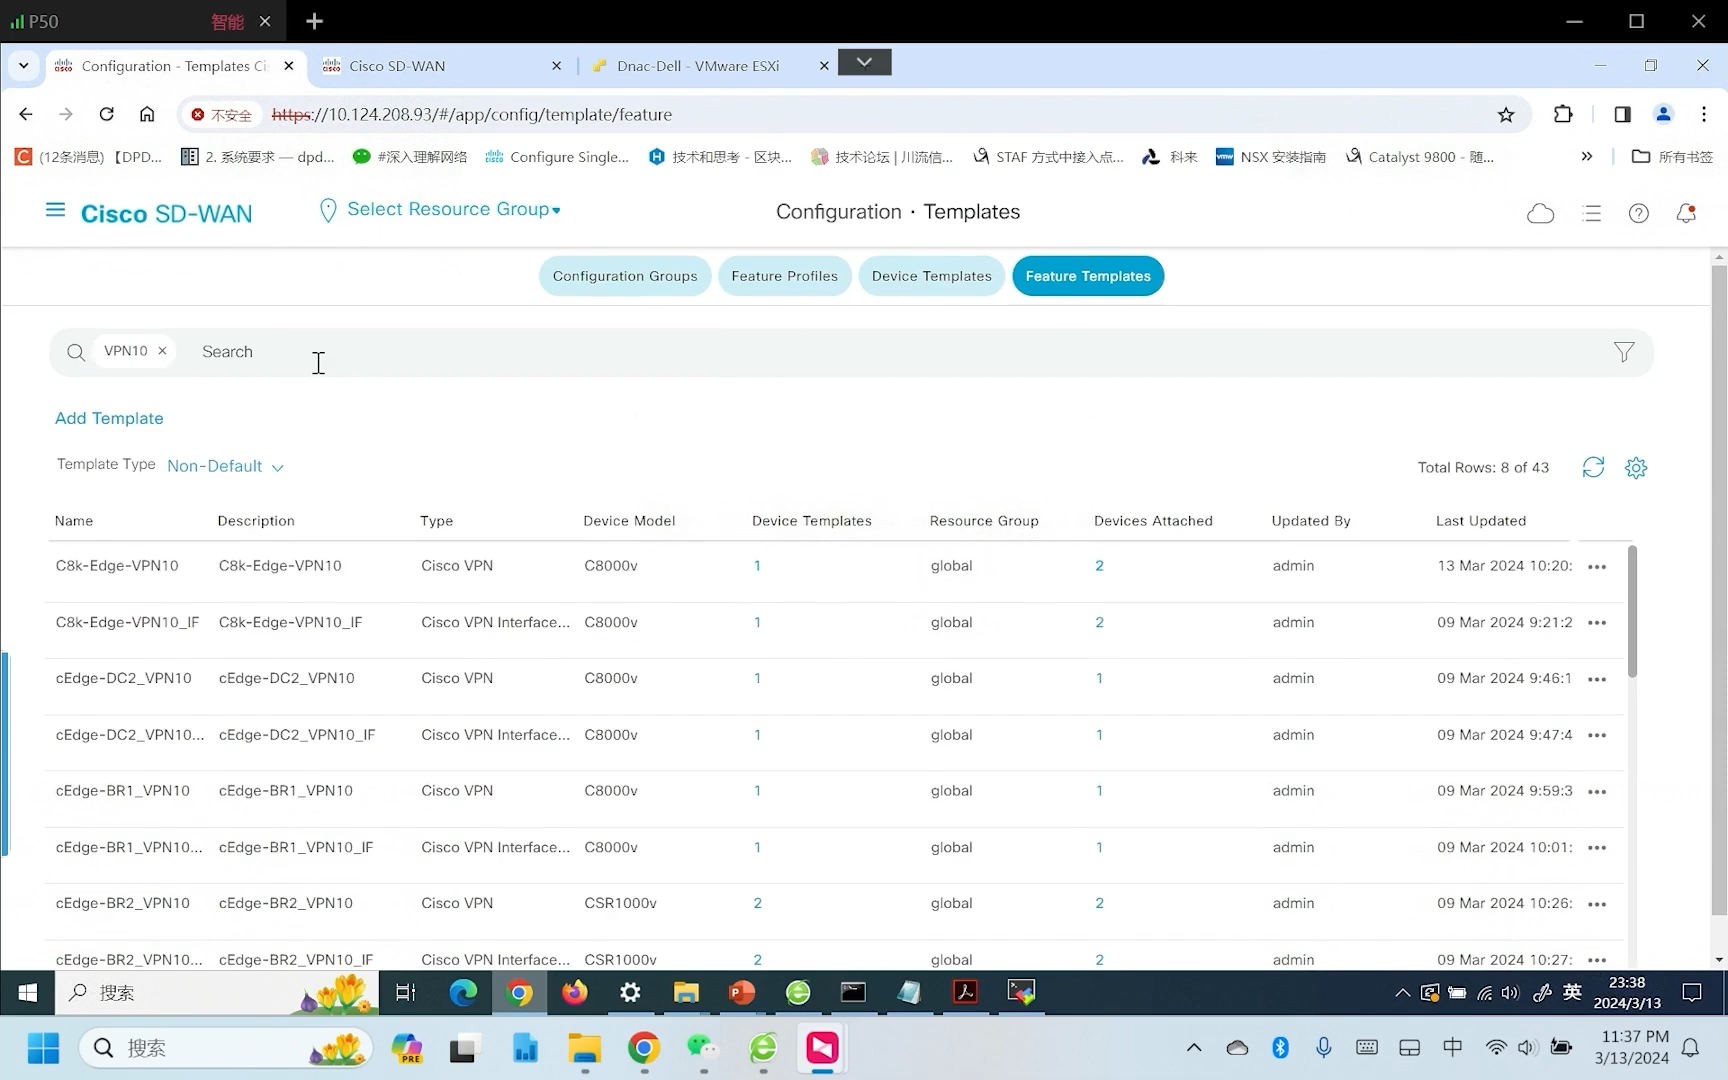 P50 智能
Configuration - Templates Ci
Cisco SD-WAN
Dnac-Dell - VMware ESXi
不安全 https://10.124.208.93/#/app/config/template/feature
(12条消息) 【DPD...
2. 系统要求 — dpd...
#深入理解网络
Configure Single...
技术和思考 - 区块...
技术论坛 | 川流信...
STAF 方式中接入点...
科来
NSX 安装指南
Catalyst 9800 - 随...
所有书签
Cisco SD-WAN
Select Resource Group
Configuration · Templates
Configuration Groups
Feature Profiles
Device Templates
Feature Templates
VPN10 × Search
Add Template
Template Type Non-Default
Total Rows: 8 of 43
Name Description Type Device Model Device Templates Resource Group Devices Attached Updated By Last Updated
C8k-Edge-VPN10 C8k-Edge-VPN10 Cisco VPN C8000v 1 global 2 admin 13 Mar 2024 10:20:
C8k-Edge-VPN10_IF C8k-Edge-VPN10_IF Cisco VPN Interface... C8000v 1 global 2 admin 09 Mar 2024 9:21:2
cEdge-DC2_VPN10 cEdge-DC2_VPN10 Cisco VPN C8000v 1 global 1 admin 09 Mar 2024 9:46:1
cEdge-DC2_VPN10... cEdge-DC2_VPN10_IF Cisco VPN Interface... C8000v 1 global 1 admin 09 Mar 2024 9:47:4
cEdge-BR1_VPN10 cEdge-BR1_VPN10 Cisco VPN C8000v 1 global 1 admin 09 Mar 2024 9:59:3
cEdge-BR1_VPN10... cEdge-BR1_VPN10_IF Cisco VPN Interface... C8000v 1 global 1 admin 09 Mar 2024 10:01:
cEdge-BR2_VPN10 cEdge-BR2_VPN10 Cisco VPN CSR1000v 2 global 2 admin 09 Mar 2024 10:26:
cEdge-BR2_VPN10... cEdge-BR2_VPN10_IF Cisco VPN Interface... CSR1000v 2 global 2 admin 09 Mar 2024 10:27:
搜索
英
23:38
2024/3/13
搜索
PRE
中
11:37 PM
3/13/2024